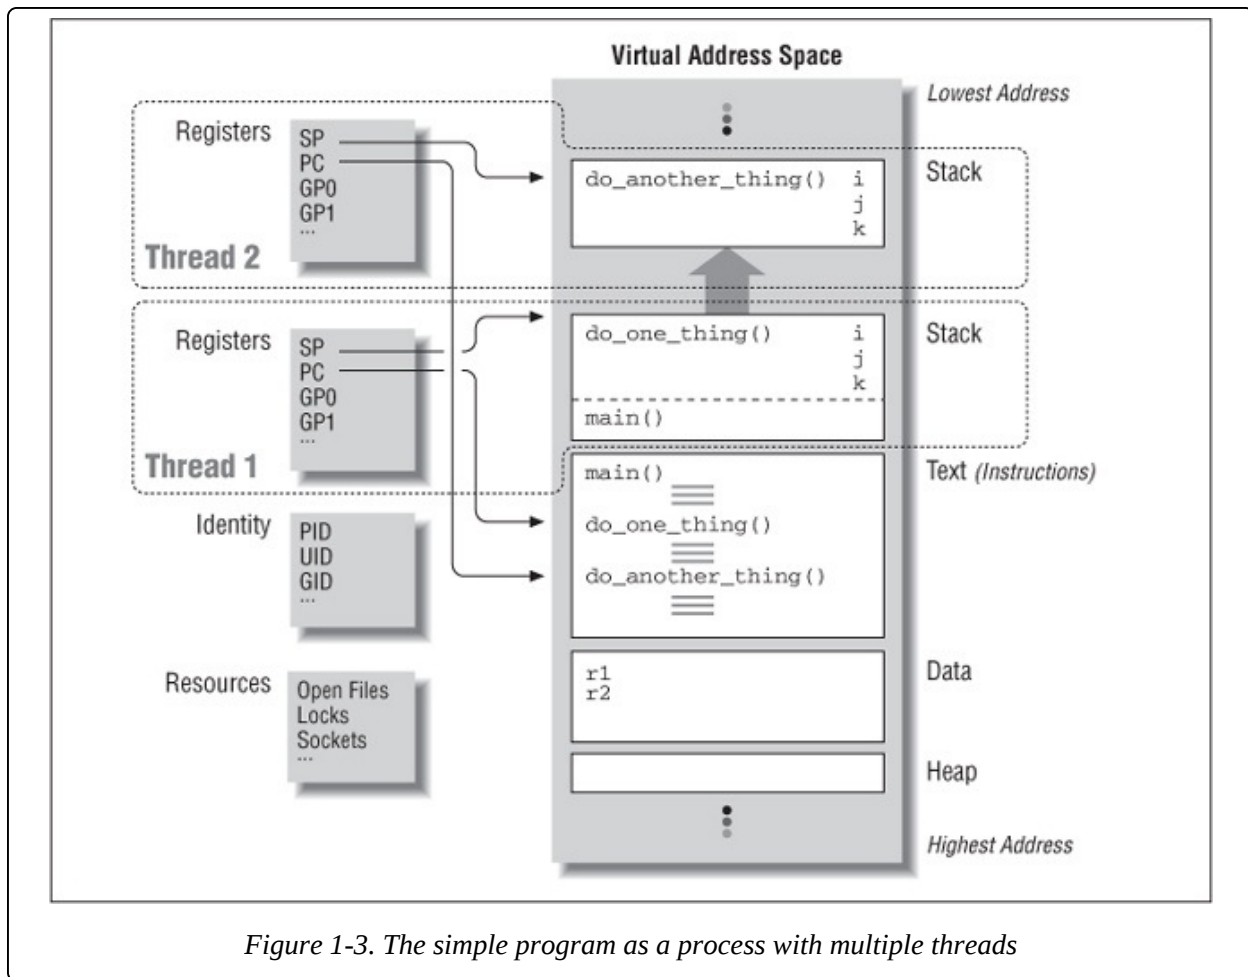 Virtual Address Space
Lowest Address
Registers
SP
PC
GP0
GP1
...
Thread 2
do_another_thing() i
j
k
Stack
Registers
SP
PC
GP0
GP1
...
Thread 1
do_one_thing() i
j
k
main()
Stack
main()
do_one_thing()
do_another_thing()
Text (Instructions)
Identity
PID
UID
GID
...
Resources
Open Files
Locks
Sockets
...
r1
r2
Data
Heap
Highest Address
Figure 1-3. The simple program as a process with multiple threads